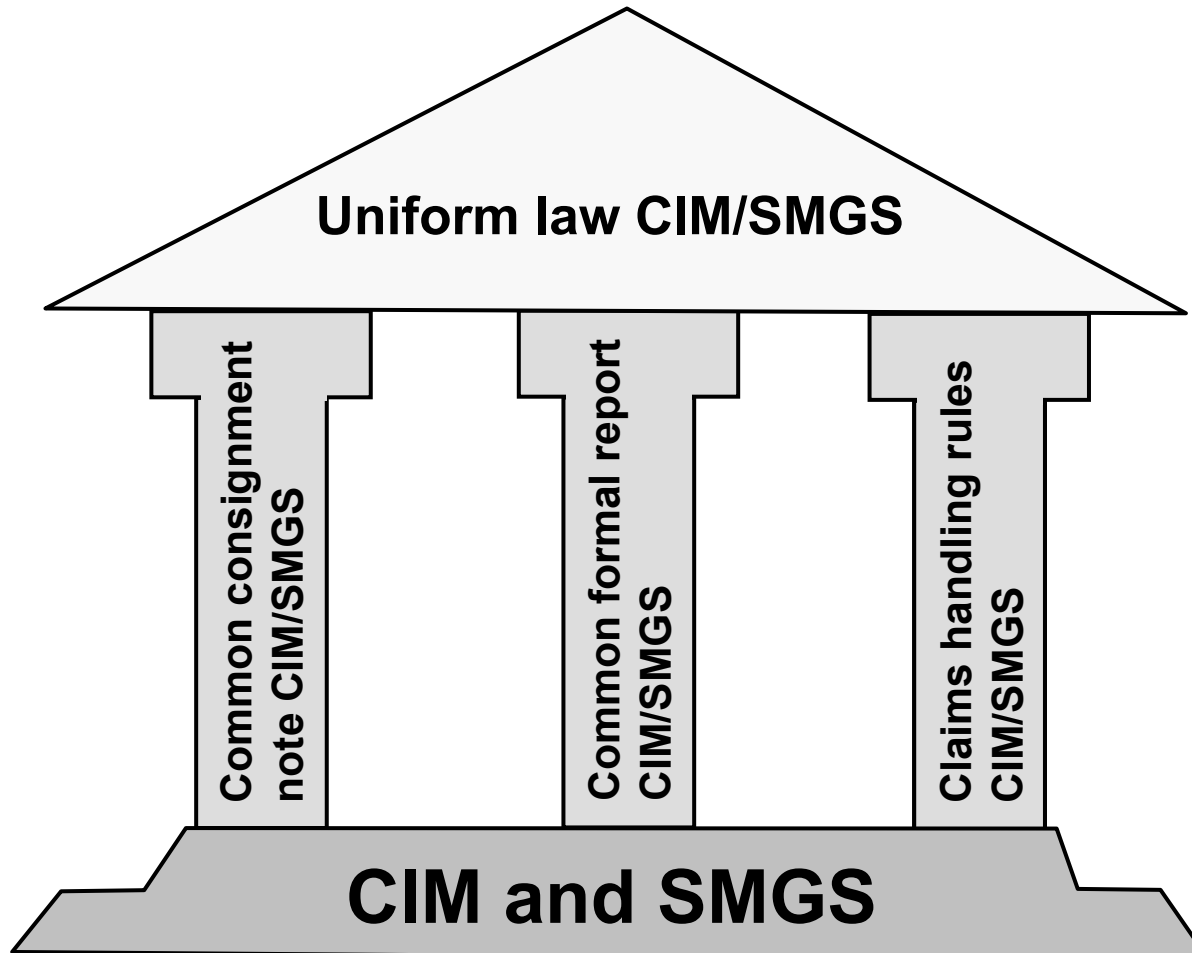 Uniform law CIM/SMGS
Common consignment
note CIM/SMGS
Common formal report
CIM/SMGS
Claims handling rules
CIM/SMGS
CIM and SMGS